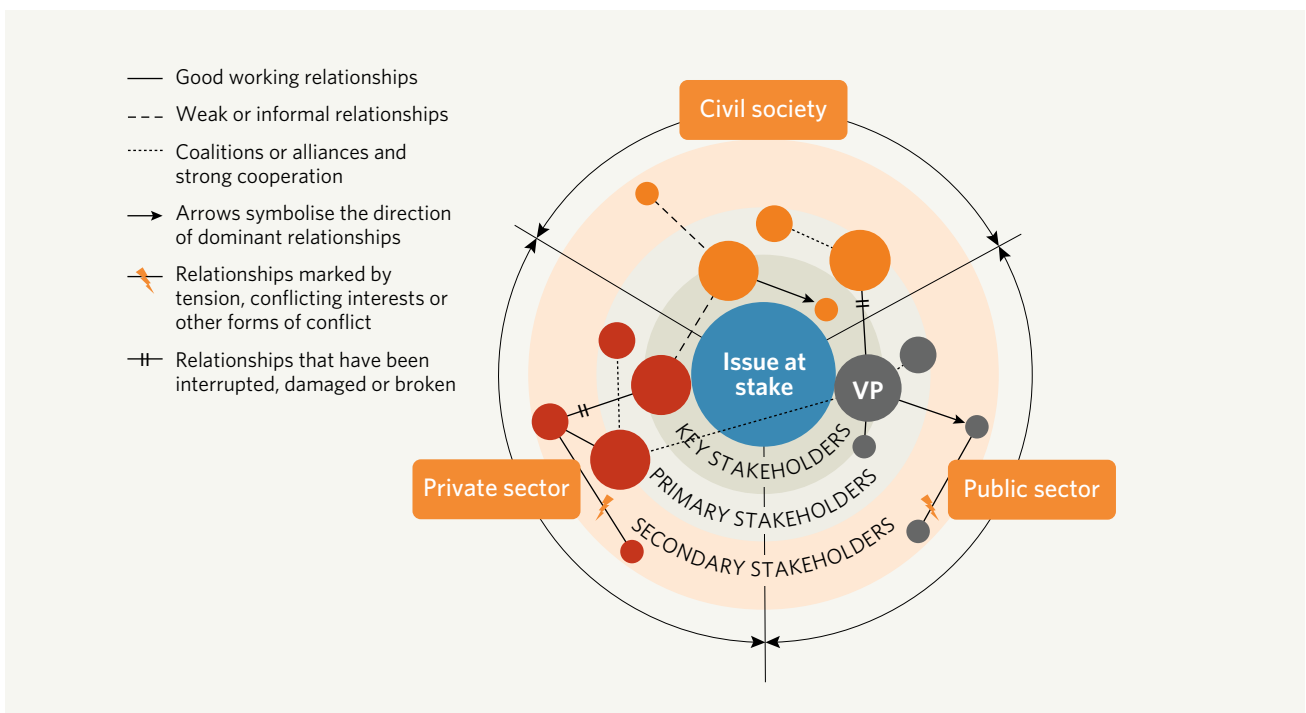 Good working relationships
Weak or informal relationships
Coalitions or alliances and
strong cooperation
Arrows symbolise the direction
of dominant relationships
Relationships marked by
tension, conflicting interests or
other forms of conflict
Relationships that have been
interrupted, damaged or broken
Civil society
Issue at
stake
VP
KEY STAKEHOLDERS
PRIMARY STAKEHOLDERS
SECONDARY STAKEHOLDERS
Private sector
Public sector